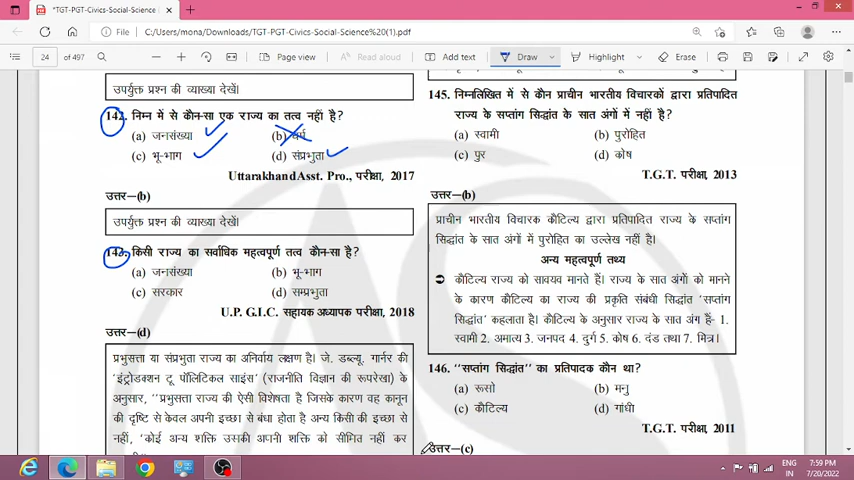 *TGT-PGT-Civics-Social-Science
File
C:/Users/mona/Downloads/TGT-PGT-Civics-Social-Science%20(1).pdf
24
of 497
Page view
Read aloud
Add text
Draw
Highlight
Erase
उपर्युक्त प्रश्न की व्याख्या देखें।
142. निम्न में से कौन-सा एक राज्य का तत्व नहीं है?
(a) जनसंख्या (b) धर्म
(c) भू-भाग (d) संप्रभुता
Uttarakhand Asst. Pro., परीक्षा, 2017
उत्तर–(b)
उपर्युक्त प्रश्न की व्याख्या देखें।
143. किसी राज्य का सर्वाधिक महत्वपूर्ण तत्व कौन-सा है?
(a) जनसंख्या (b) भू-भाग
(c) सरकार (d) सम्प्रभुता
U.P. G.I.C. सहायक अध्यापक परीक्षा, 2018
उत्तर–(d)
प्रभुसत्ता या संप्रभुता राज्य का अनिवार्य लक्षण है। जे. डब्ल्यू. गार्नर की
'इंट्रोडक्शन टू पोलिटिकल साइंस' (राजनीति विज्ञान की रूपरेखा) के
अनुसार, ''प्रभुसत्ता राज्य की ऐसी विशेषता है जिसके कारण वह कानून
की दृष्टि से केवल अपनी इच्छा से बंधा होता है अन्य किसी की इच्छा से
नहीं, 'कोई अन्य शक्ति उसकी अपनी शक्ति को सीमित नहीं कर
145. निम्नलिखित में से कौन प्राचीन भारतीय विचारकों द्वारा प्रतिपादित
राज्य के सप्तांग सिद्धांत के सात अंगों में नहीं है?
(a) स्वामी (b) पुरोहित
(c) पुर (d) कोष
T.G.T. परीक्षा, 2013
उत्तर–(b)
प्राचीन भारतीय विचारक कौटिल्य द्वारा प्रतिपादित राज्य के सप्तांग
सिद्धांत के सात अंगों में पुरोहित का उल्लेख नहीं है।
अन्य महत्वपूर्ण तथ्य
कौटिल्य राज्य को सावयव मानते हैं। राज्य के सात अंगों को मानने
के कारण कौटिल्य का राज्य की प्रकृति संबंधी सिद्धांत 'सप्तांग
सिद्धांत' कहलाता है। कौटिल्य के अनुसार राज्य के सात अंग हैं- 1.
स्वामी 2. अमात्य 3. जनपद 4. दुर्ग 5. कोष 6. दंड तथा 7. मित्र।
146. ''सप्तांग सिद्धांत'' का प्रतिपादक कौन था?
(a) रूसो (b) मनु
(c) कौटिल्य (d) गांधी
T.G.T. परीक्षा, 2011
उत्तर–(c)
ENG
IN
7:59 PM
7/20/2022